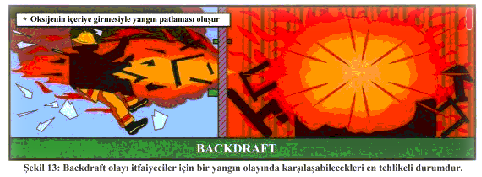 • Oksijenin içeriye girmesiyle yangın patlaması oluşur
BACKDRAFT
Şekil 13: Backdraft olayı itfaiyeciler için bir yangın olayında karşılaşabilecekleri en tehlikeli durumdur.